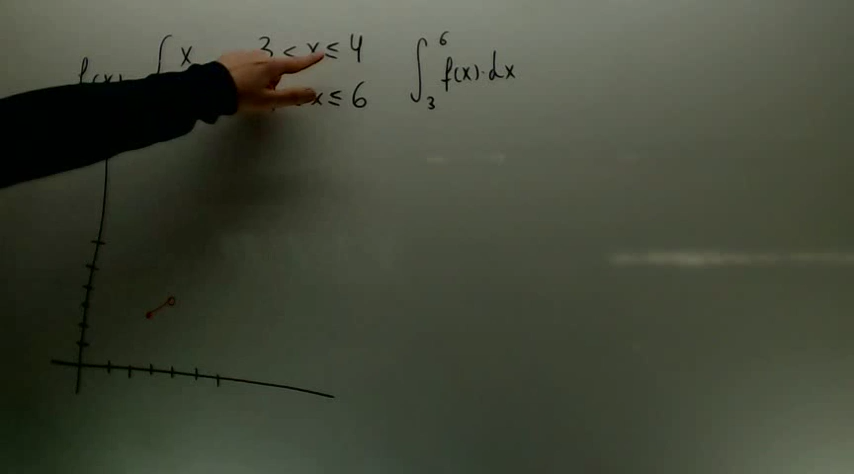 f(x) { x 3 < x ≤ 4 ∫₃⁶ f(x)·dx
x ≤ 6